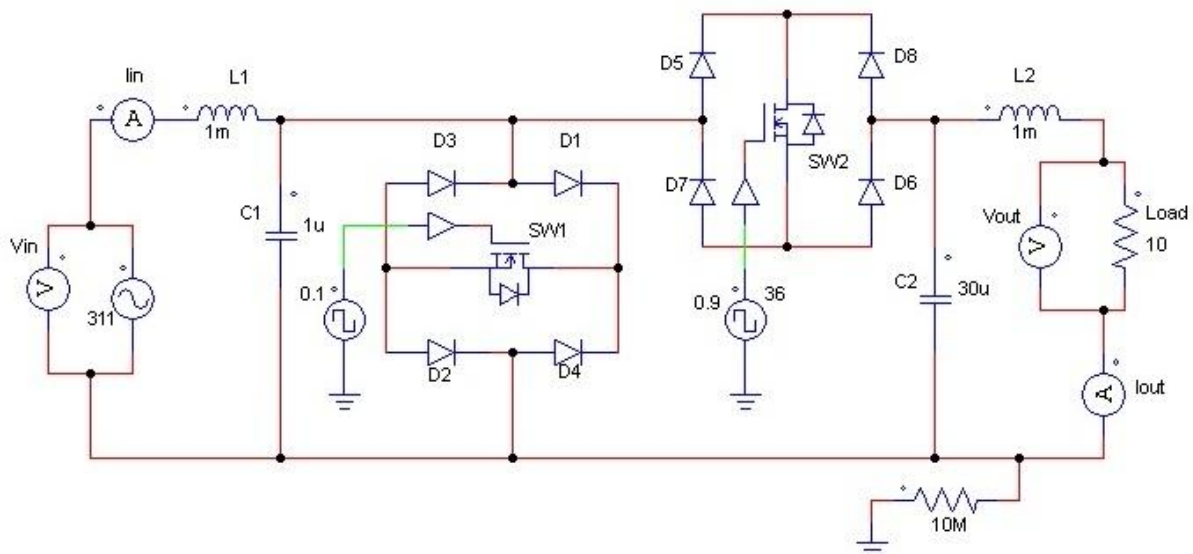 Iin
A
L1
1m
D5
D8
L2
1m
D3
D1
SW2
C1
1u
D7
D6
Vin
V
311
SW1
0.1
D2
D4
0.9
36
C2
30u
Vout
V
Load
10
A
Iout
10M